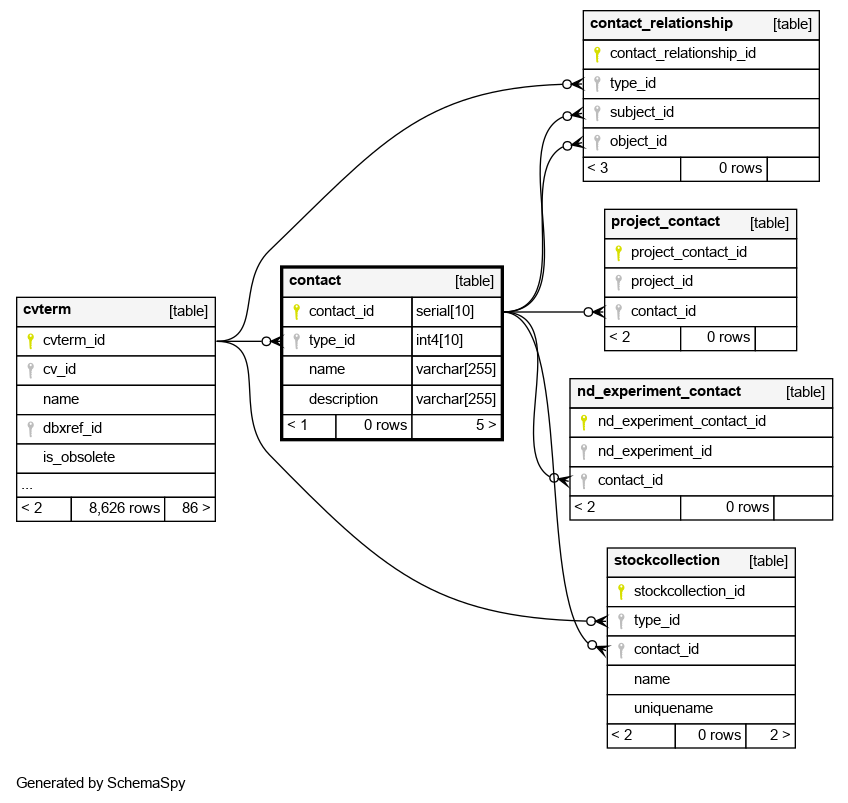 contact_relationship [table]
contact_relationship_id
type_id
subject_id
object_id
< 3 0 rows
project_contact [table]
project_contact_id
project_id
contact_id
< 2 0 rows
contact [table]
contact_id serial[10]
type_id int4[10]
name varchar[255]
description varchar[255]
< 1 0 rows 5 >
cvterm [table]
cvterm_id
cv_id
name
dbxref_id
is_obsolete
...
< 2 8,626 rows 86 >
nd_experiment_contact [table]
nd_experiment_contact_id
nd_experiment_id
contact_id
< 2 0 rows
stockcollection [table]
stockcollection_id
type_id
contact_id
name
uniquename
< 2 0 rows 2 >
Generated by SchemaSpy